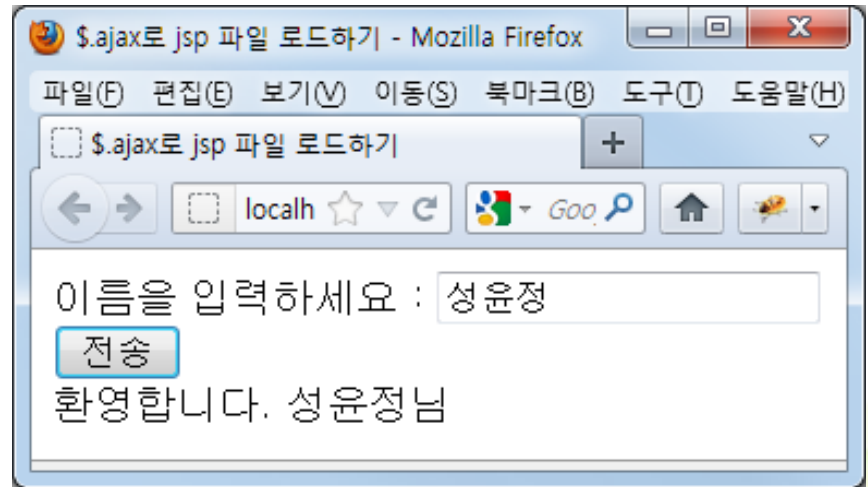 $.ajax로 jsp 파일 로드하기 - Mozilla Firefox
파일(F) 편집(E) 보기(V) 이동(S) 북마크(B) 도구(T) 도움말(H)
$.ajax로 jsp 파일 로드하기
localh Goo
이름을 입력하세요 : 성윤정
전송
환영합니다. 성윤정님